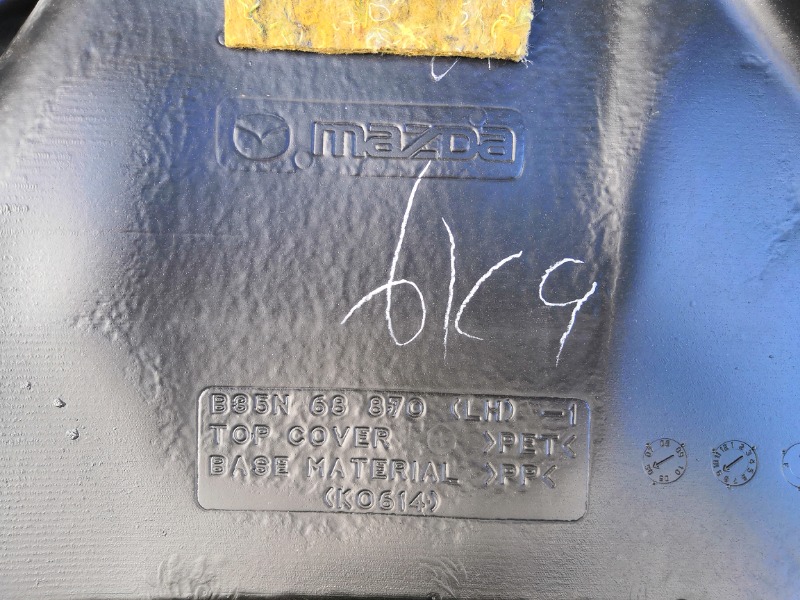 mazda
6K9
B35N 68 870 (LH) -1
TOP COVER >PET<
BASE MATERIAL >PP<
(K0614)